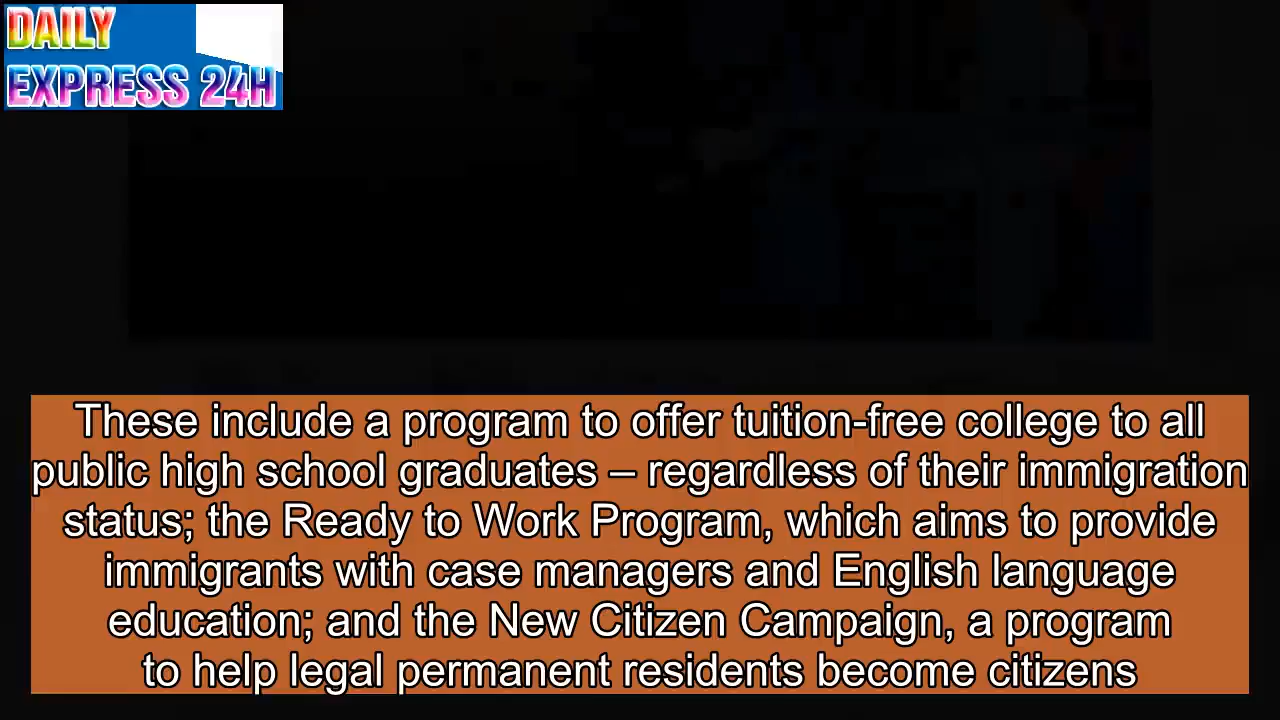 DAILY
EXPRESS 24H
These include a program to offer tuition-free college to all
public high school graduates – regardless of their immigration
status; the Ready to Work Program, which aims to provide
immigrants with case managers and English language
education; and the New Citizen Campaign, a program
to help legal permanent residents become citizens